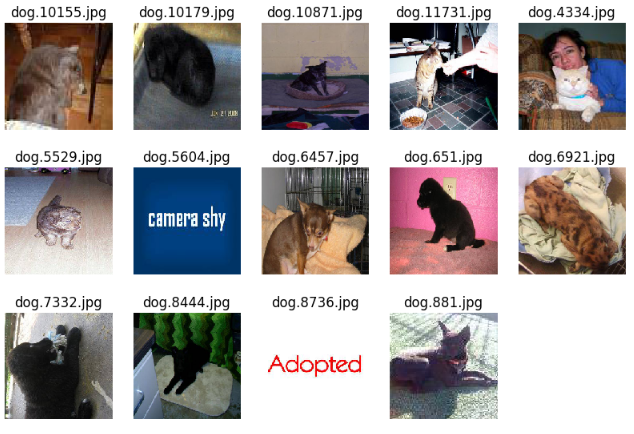 dog.10155.jpg dog.10179.jpg dog.10871.jpg dog.11731.jpg dog.4334.jpg
dog.5529.jpg dog.5604.jpg dog.6457.jpg dog.651.jpg dog.6921.jpg
camera shy
dog.7332.jpg dog.8444.jpg dog.8736.jpg dog.881.jpg
Adopted